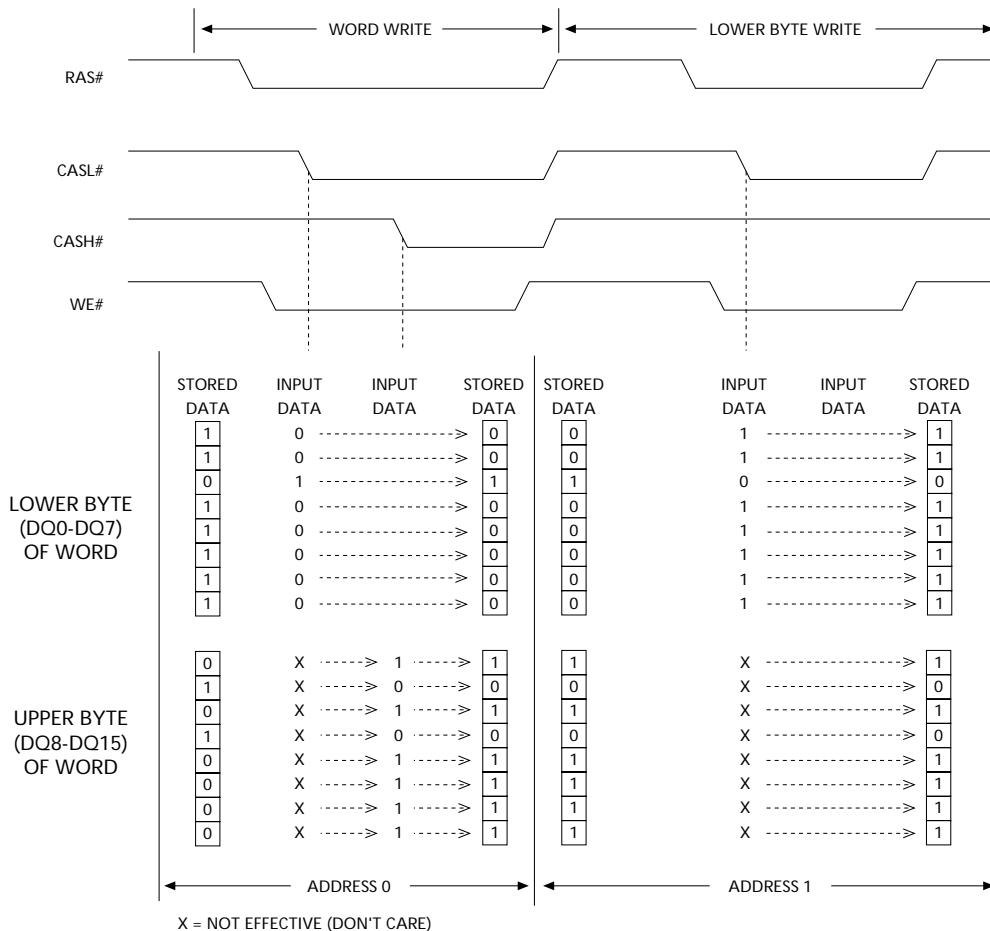 WORD WRITE LOWER BYTE WRITE
RAS#
CASL#
CASH#
WE#
STORED INPUT INPUT STORED STORED INPUT INPUT STORED
DATA DATA DATA DATA DATA DATA DATA DATA
1 0 0 0 1 1
1 0 0 0 1 1
0 1 1 1 0 0
LOWER BYTE
1 0 0 0 1 1
(DQ0-DQ7)
1 0 0 0 1 1
OF WORD
1 0 0 0 1 1
1 0 0 0 1 1
1 0 0 0 1 1
0 X 1 1 1 X 1
1 X 0 0 0 X 0
0 X 1 1 1 X 1
UPPER BYTE
1 X 0 0 0 X 0
(DQ8-DQ15)
0 X 1 1 1 X 1
OF WORD
0 X 1 1 1 X 1
0 X 1 1 1 X 1
0 X 1 1 1 X 1
ADDRESS 0 ADDRESS 1
X = NOT EFFECTIVE (DON'T CARE)